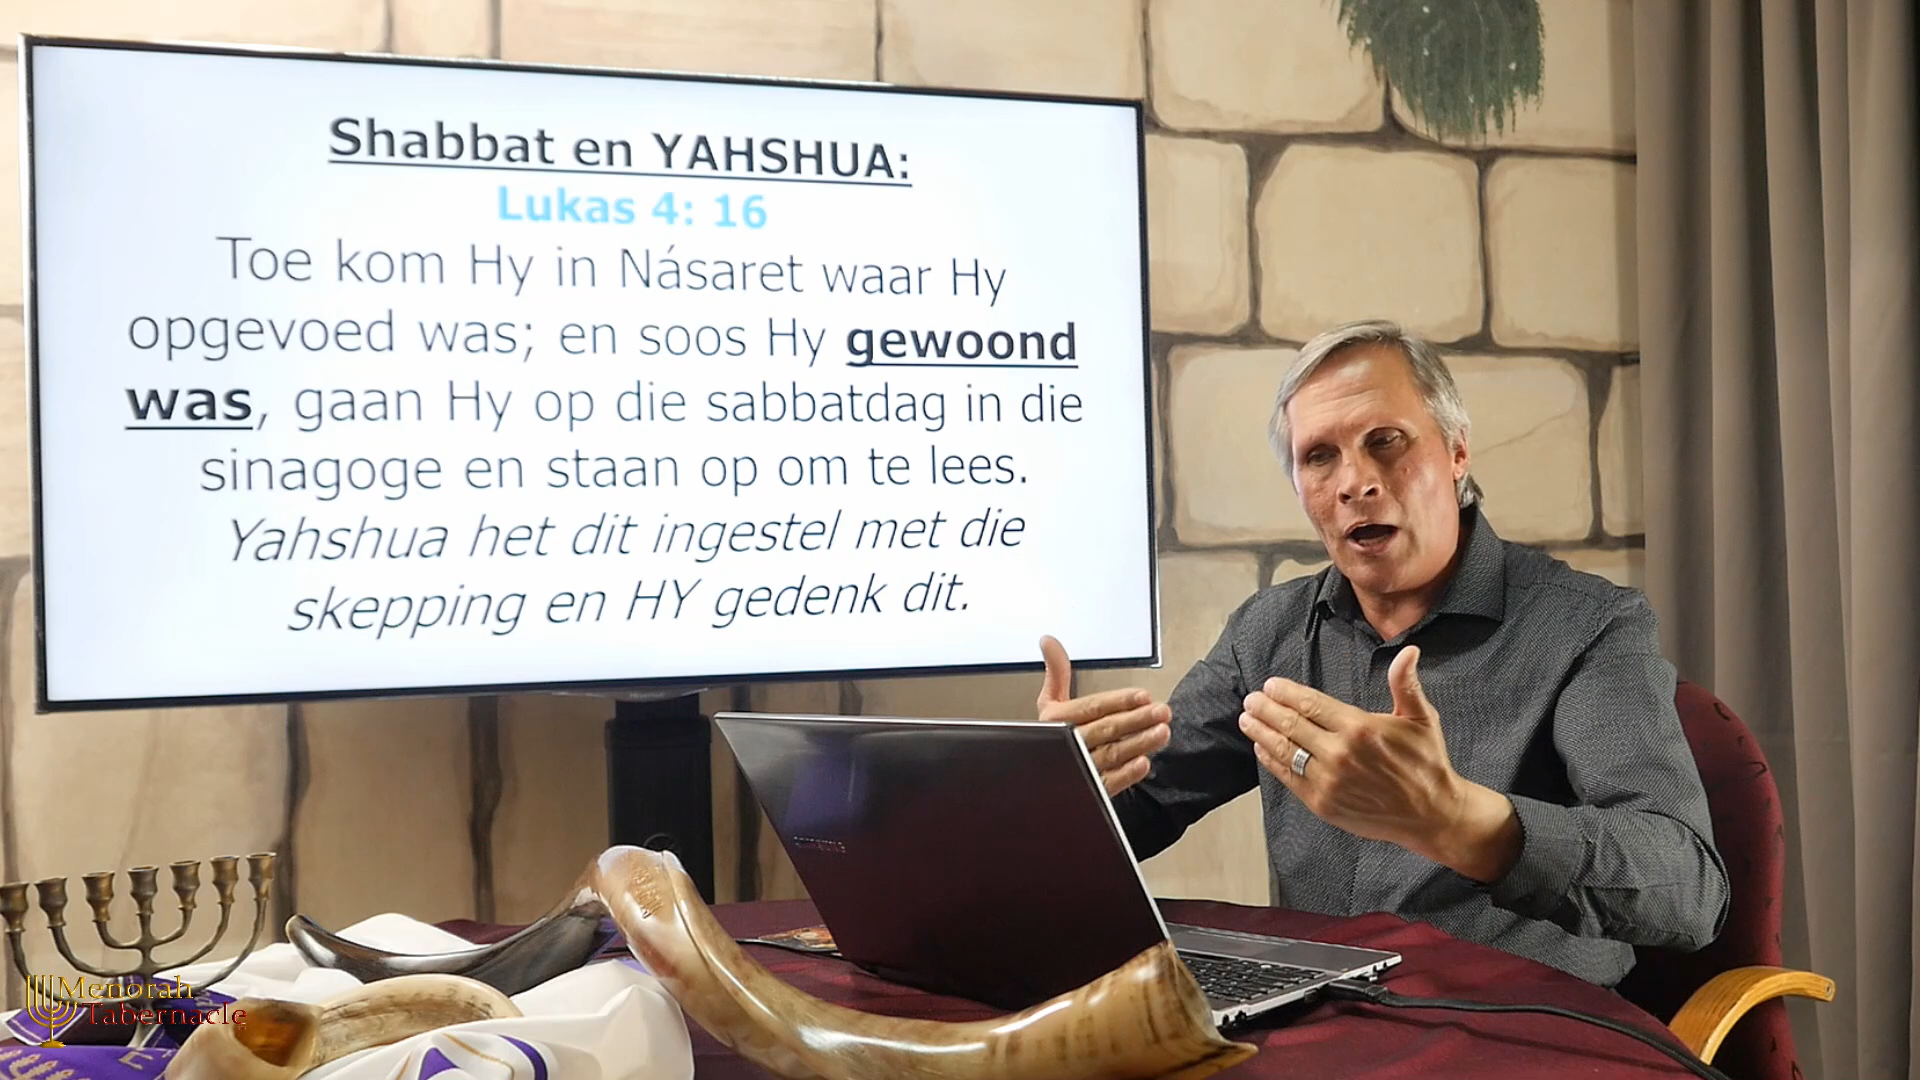 Shabbat en YAHSHUA:
Lukas 4: 16
Toe kom Hy in Násaret waar Hy
opgevoed was; en soos Hy gewoond
was, gaan Hy op die sabbatdag in die
sinagoge en staan op om te lees.
Yahshua het dit ingestel met die
skepping en HY gedenk dit.
Menorah
Tabernacle